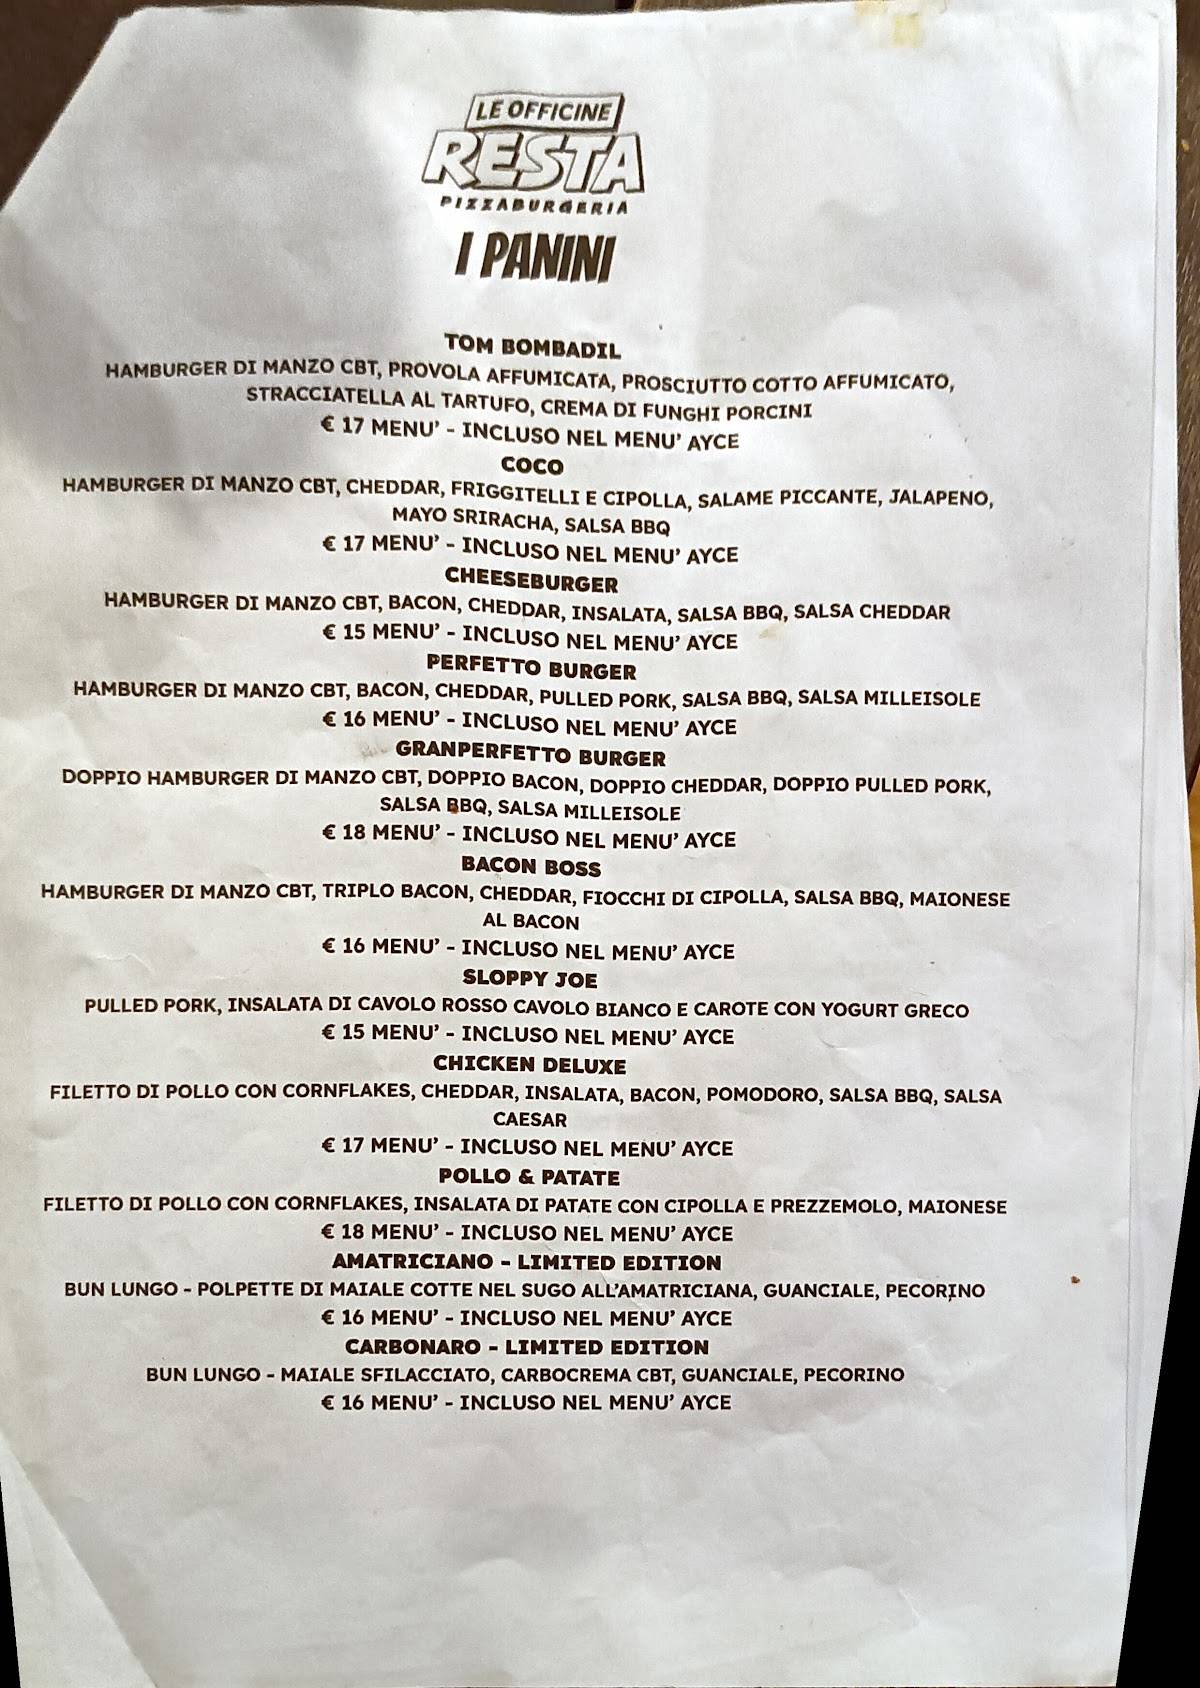 LE OFFICINE
RESTA
PIZZABURGERIA
I PANINI
TOM BOMBADIL
HAMBURGER DI MANZO CBT, PROVOLA AFFUMICATA, PROSCIUTTO COTTO AFFUMICATO,
STRACCIATELLA AL TARTUFO, CREMA DI FUNGHI PORCINI
€ 17 MENU' - INCLUSO NEL MENU' AYCE
COCO
HAMBURGER DI MANZO CBT, CHEDDAR, FRIGGITELLI E CIPOLLA, SALAME PICCANTE, JALAPENO,
MAYO SRIRACHA, SALSA BBQ
€ 17 MENU' - INCLUSO NEL MENU' AYCE
CHEESEBURGER
HAMBURGER DI MANZO CBT, BACON, CHEDDAR, INSALATA, SALSA BBQ, SALSA CHEDDAR
€ 15 MENU' - INCLUSO NEL MENU' AYCE
PERFETTO BURGER
HAMBURGER DI MANZO CBT, BACON, CHEDDAR, PULLED PORK, SALSA BBQ, SALSA MILLEISOLE
€ 16 MENU' - INCLUSO NEL MENU' AYCE
GRANPERFETTO BURGER
DOPPIO HAMBURGER DI MANZO CBT, DOPPIO BACON, DOPPIO CHEDDAR, DOPPIO PULLED PORK,
SALSA BBQ, SALSA MILLEISOLE
€ 18 MENU' - INCLUSO NEL MENU' AYCE
BACON BOSS
HAMBURGER DI MANZO CBT, TRIPLO BACON, CHEDDAR, FIOCCHI DI CIPOLLA, SALSA BBQ, MAIONESE
AL BACON
€ 16 MENU' - INCLUSO NEL MENU' AYCE
SLOPPY JOE
PULLED PORK, INSALATA DI CAVOLO ROSSO CAVOLO BIANCO E CAROTE CON YOGURT GRECO
€ 15 MENU' - INCLUSO NEL MENU' AYCE
CHICKEN DELUXE
FILETTO DI POLLO CON CORNFLAKES, CHEDDAR, INSALATA, BACON, POMODORO, SALSA BBQ, SALSA
CAESAR
€ 17 MENU' - INCLUSO NEL MENU' AYCE
POLLO & PATATE
FILETTO DI POLLO CON CORNFLAKES, INSALATA DI PATATE CON CIPOLLA E PREZZEMOLO, MAIONESE
€ 18 MENU' - INCLUSO NEL MENU' AYCE
AMATRICIANO - LIMITED EDITION
BUN LUNGO - POLPETTE DI MAIALE COTTE NEL SUGO ALL'AMATRICIANA, GUANCIALE, PECORINO
€ 16 MENU' - INCLUSO NEL MENU' AYCE
CARBONARO - LIMITED EDITION
BUN LUNGO - MAIALE SFILACCIATO, CARBOCREMA CBT, GUANCIALE, PECORINO
€ 16 MENU' - INCLUSO NEL MENU' AYCE